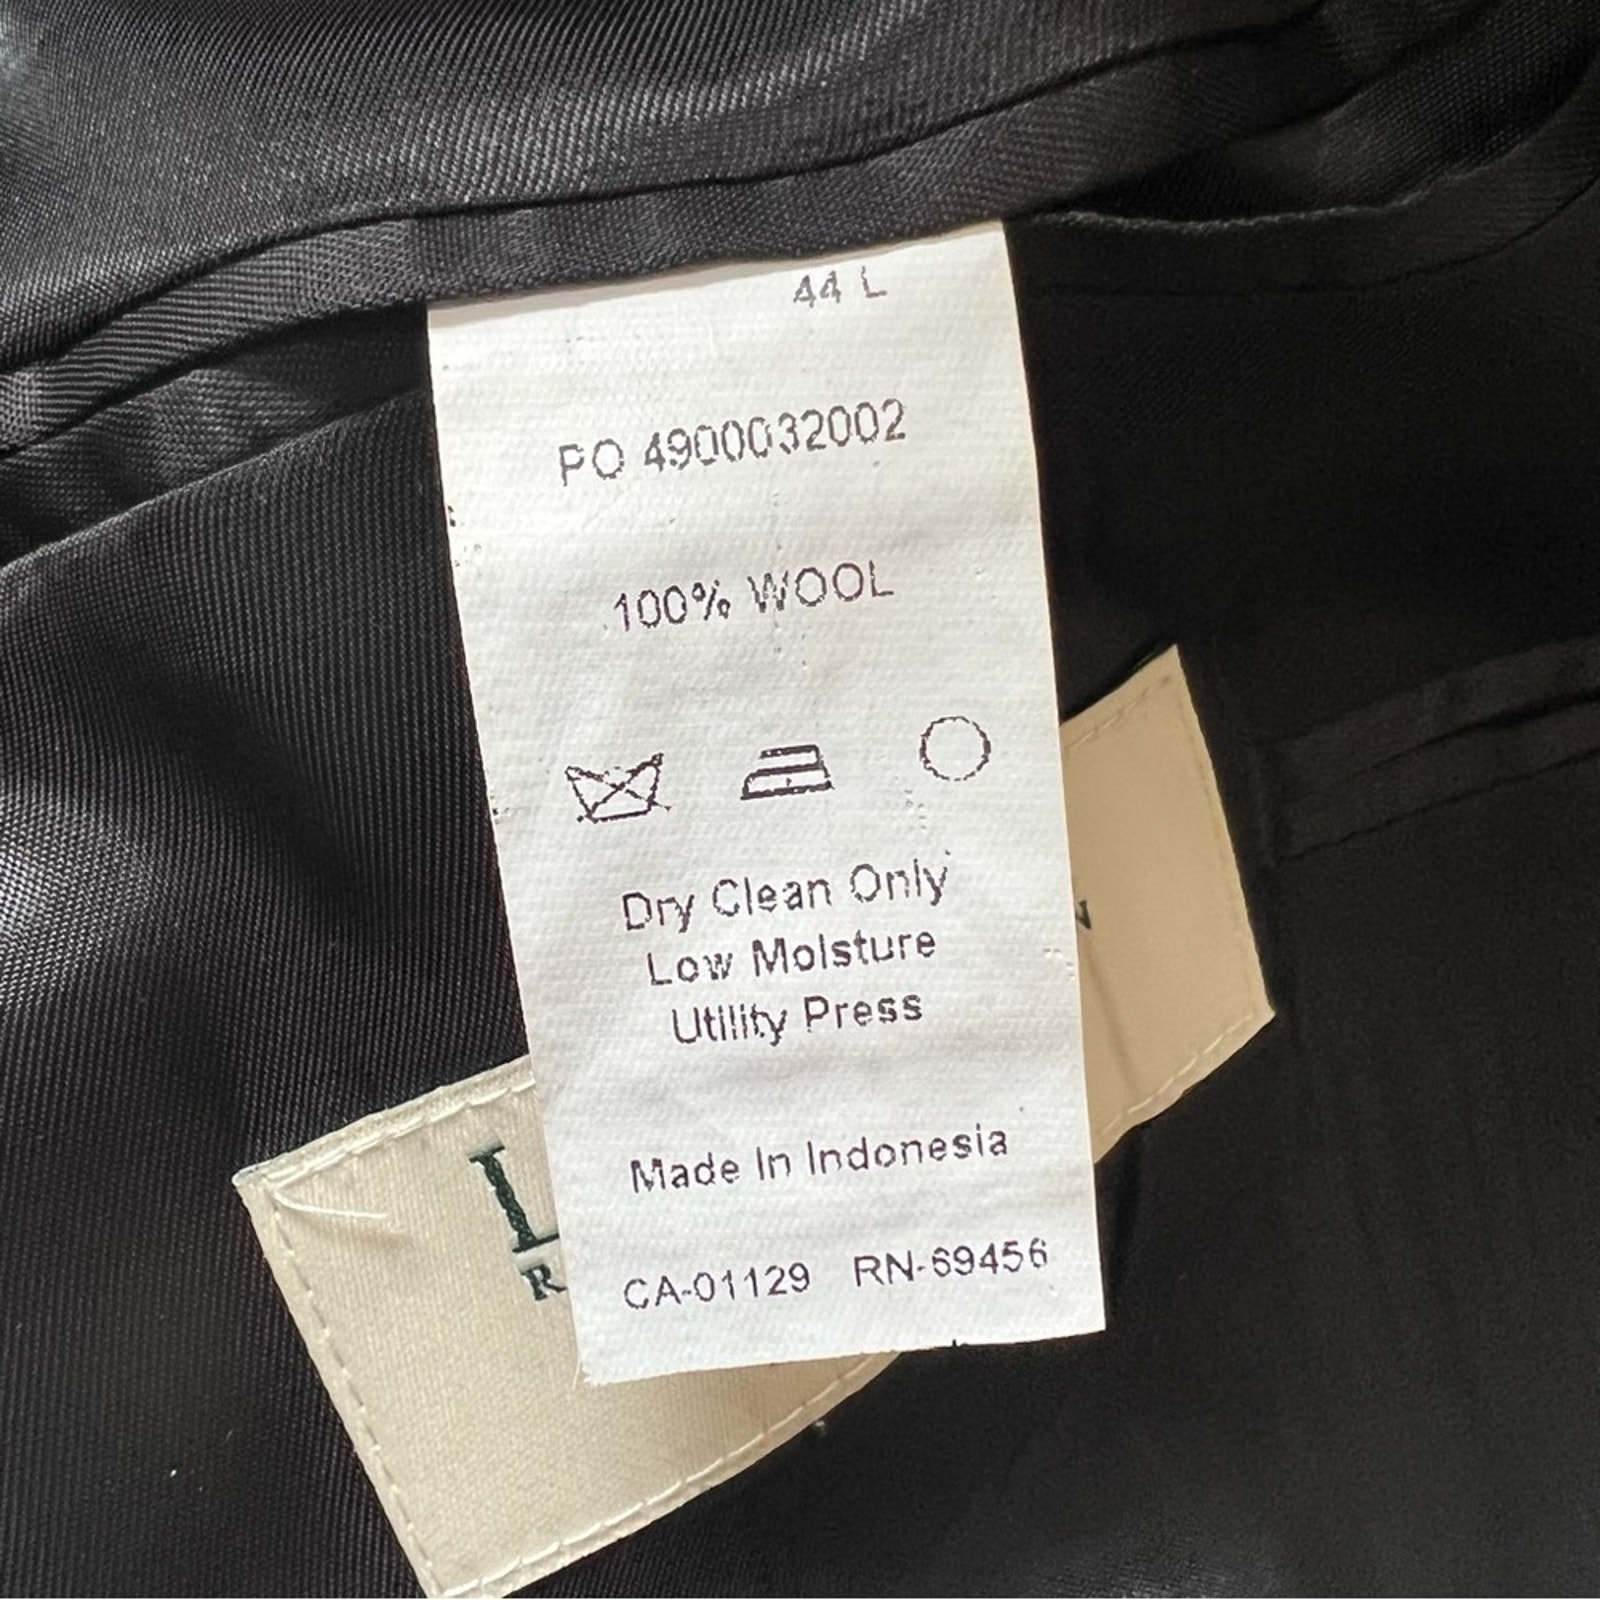 44 L
PO 4900032002
100% WOOL
Dry Clean Only
Low Moisture
Utility Press
Made In Indonesia
CA-01129 RN-69456
L
R